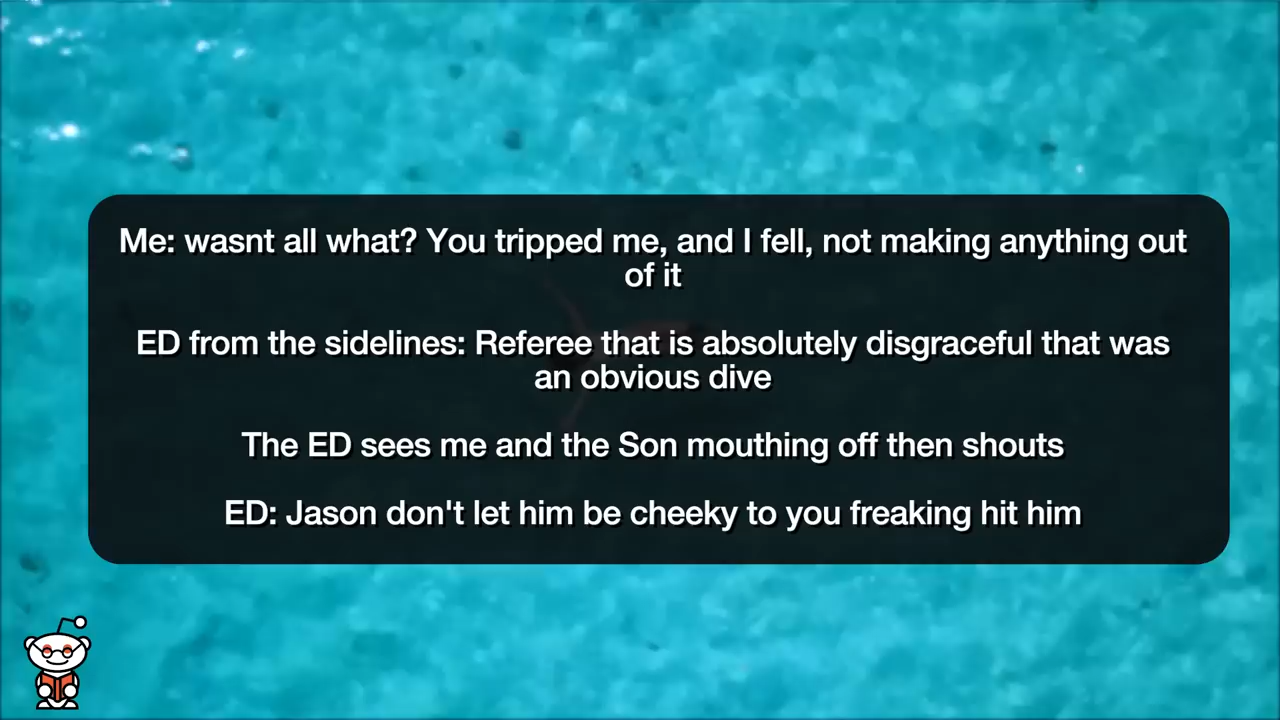 Me: wasnt all what? You tripped me, and I fell, not making anything out
of it
ED from the sidelines: Referee that is absolutely disgraceful that was
an obvious dive
The ED sees me and the Son mouthing off then shouts
ED: Jason don't let him be cheeky to you freaking hit him